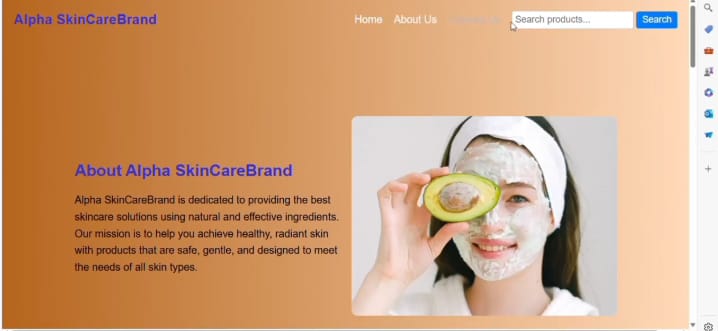 Alpha SkinCareBrand
Home About Us Contact Us Search products... Search
About Alpha SkinCareBrand
Alpha SkinCareBrand is dedicated to providing the best
skincare solutions using natural and effective ingredients.
Our mission is to help you achieve healthy, radiant skin
with products that are safe, gentle, and designed to meet
the needs of all skin types.